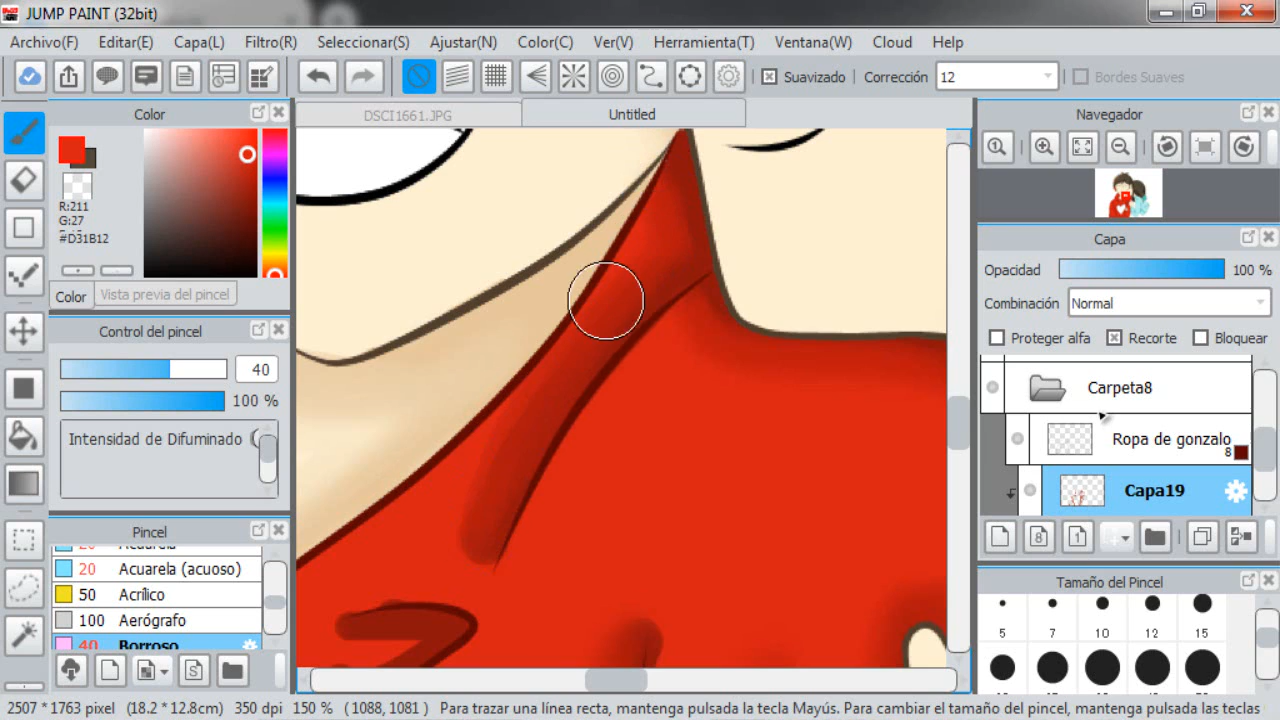 JUMP PAINT (32bit)
Archivo(F) Editar(E) Capa(L) Filtro(R) Seleccionar(S) Ajustar(N) Color(C) Ver(V) Herramienta(T) Ventana(W) Cloud Help
Suavizado Corrección 12 Bordes Suaves
Color
R:211
G:27
#D31B12
Color Vista previa del pincel
Control del pincel
40
100 %
Intensidad de Difuminado (
Pincel
20 Acuarela
20 Acuarela (acuoso)
50 Acrílico
100 Aerógrafo
40 Borroso
DSCI1661.JPG Untitled
Navegador
Capa
Opacidad 100 %
Combinación Normal
Proteger alfa Recorte Bloquear
Carpeta8
Ropa de gonzalo
8
Capa19
8 1
Tamaño del Pincel
5 7 10 12 15
2507 * 1763 pixel (18.2 * 12.8cm) 350 dpi 150 % (1088, 1081) Para trazar una línea recta, mantenga pulsada la tecla Mayús. Para cambiar el tamaño del pincel, mantenga pulsada las teclas